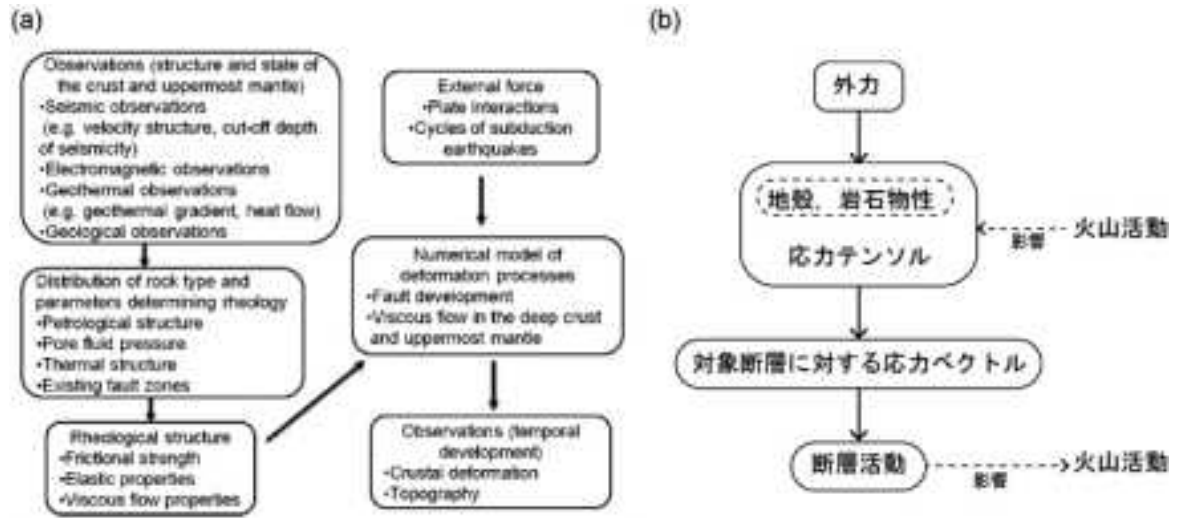 (a)
Observations (structure and state of
the crust and uppermost mantle)
•Seismic observations
(e.g. velocity structure, cut-off depth
of seismicity)
•Electromagnetic observations
•Geothermal observations
(e.g. geothermal gradient, heat flow)
•Geological observations
Distribution of rock type and
parameters determining rheology
•Petrological structure
•Pore fluid pressure
•Thermal structure
•Existing fault zones
Rheological structure
•Frictional strength
•Elastic properties
•Viscous flow properties
External force
•Plate interactions
•Cycles of subduction
earthquakes
Numerical model of
deformation processes
•Fault development
•Viscous flow in the deep crust
and uppermost mantle
Observations (temporal
development)
•Crustal deformation
•Topography
(b)
外力
地殻，岩石物性
応力テンソル
影響
火山活動
対象断層に対する応力ベクトル
断層活動
影響
火山活動